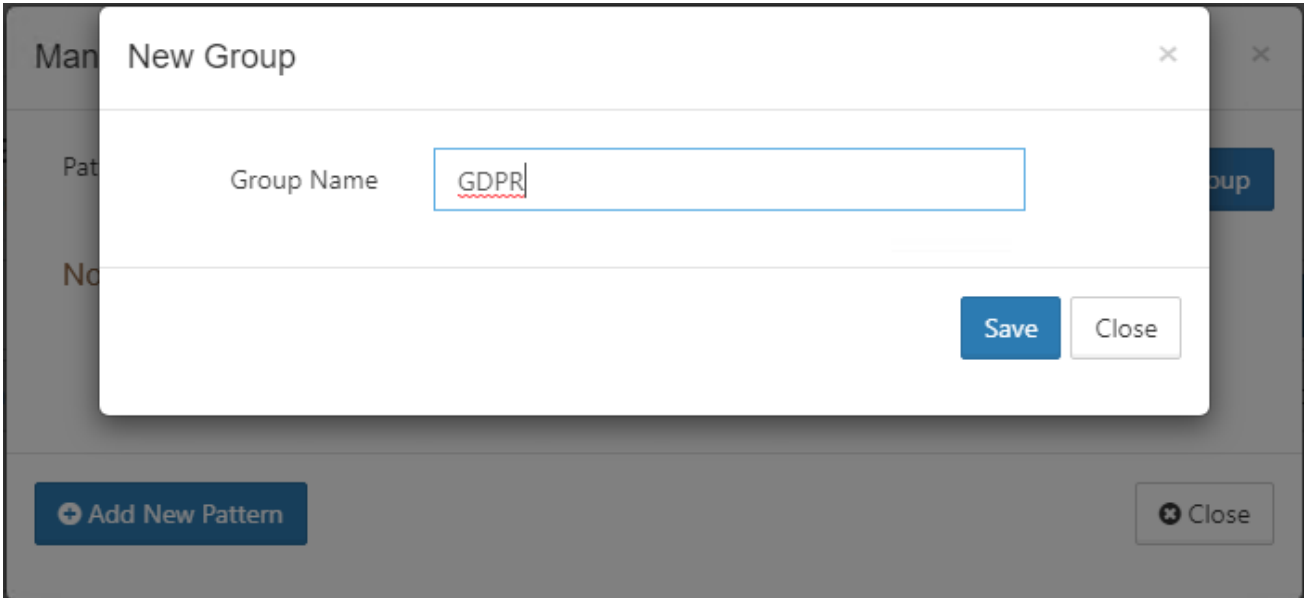 New Group
×
×
Group Name
GDPR
Save
Close
Add New Pattern
Close